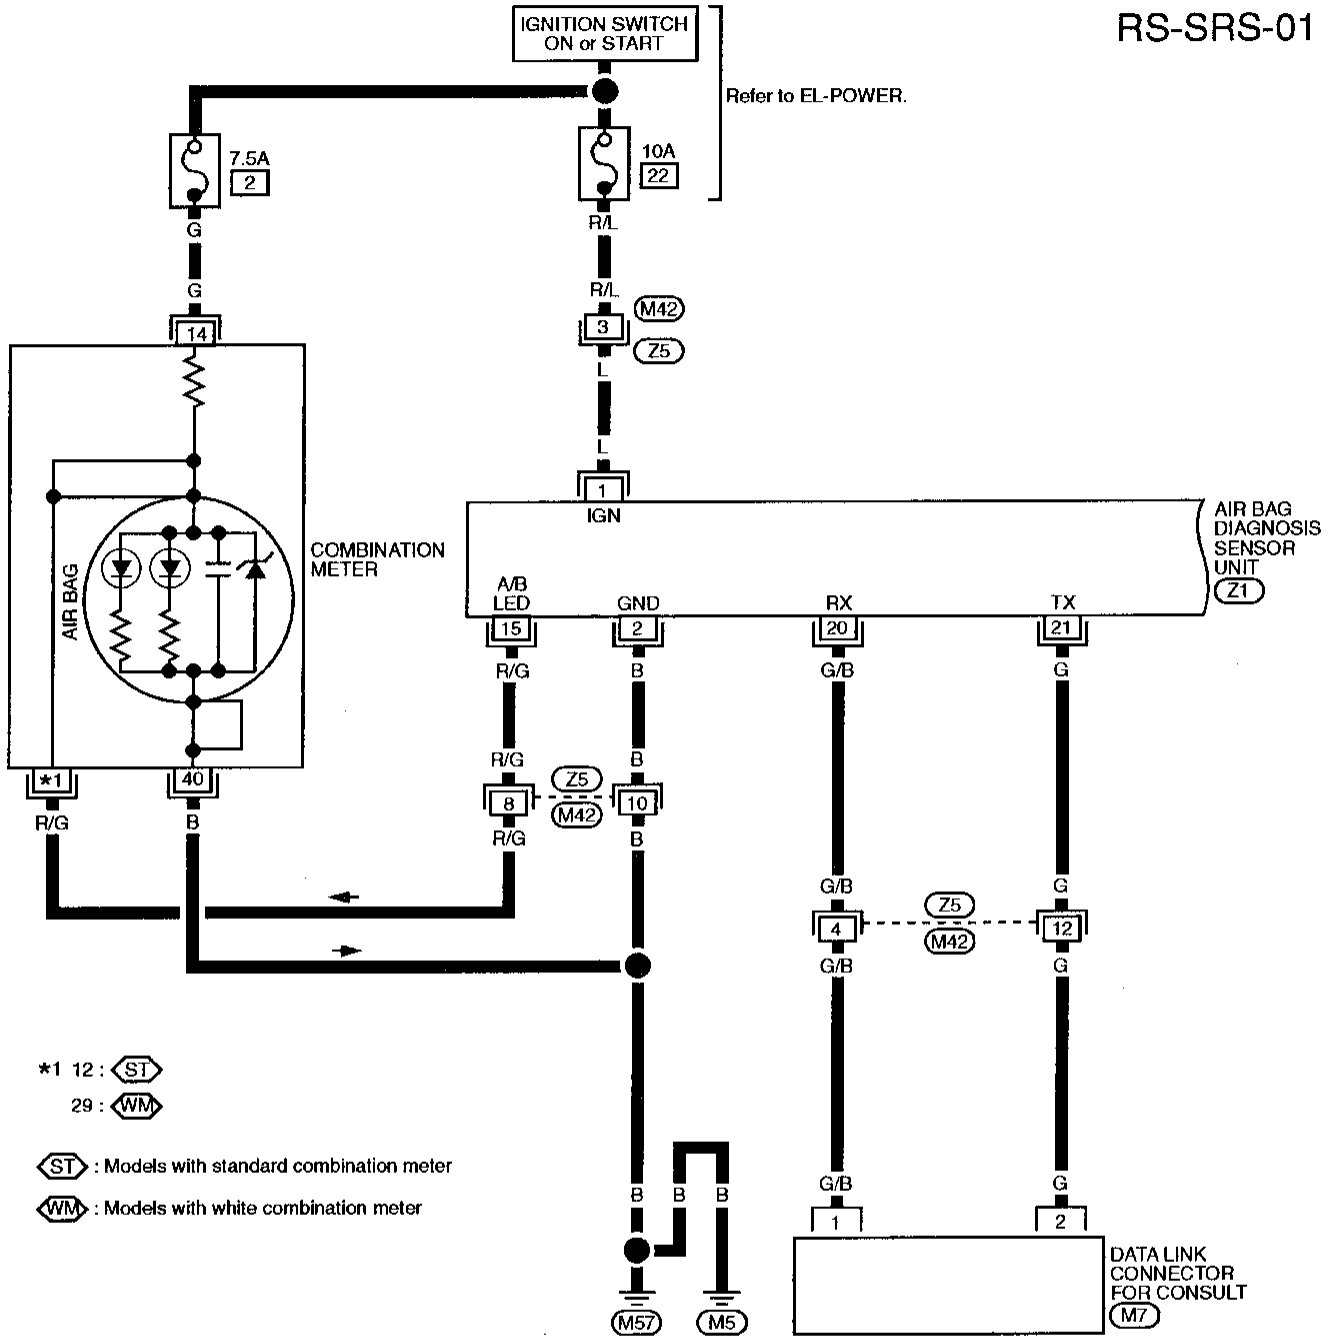 RS-SRS-01
IGNITION SWITCH
ON or START
Refer to EL-POWER.
7.5A
2
10A
22
G
R/L
G
R/L
M42
14
3
Z5
L
L
1
IGN
AIR BAG
DIAGNOSIS
SENSOR
UNIT
Z1
COMBINATION
METER
AIR BAG
A/B
LED
GND
RX
TX
15
2
20
21
R/G
B
G/B
G
R/G
B
Z5
*1
40
8
10
M42
R/G
B
R/G
B
G/B
G
Z5
4
12
M42
G/B
G
*1 12 : ST
29 : WM
ST : Models with standard combination meter
WM : Models with white combination meter
G/B
G
B
B
B
1
2
DATA LINK
CONNECTOR
FOR CONSULT
M7
M57
M5